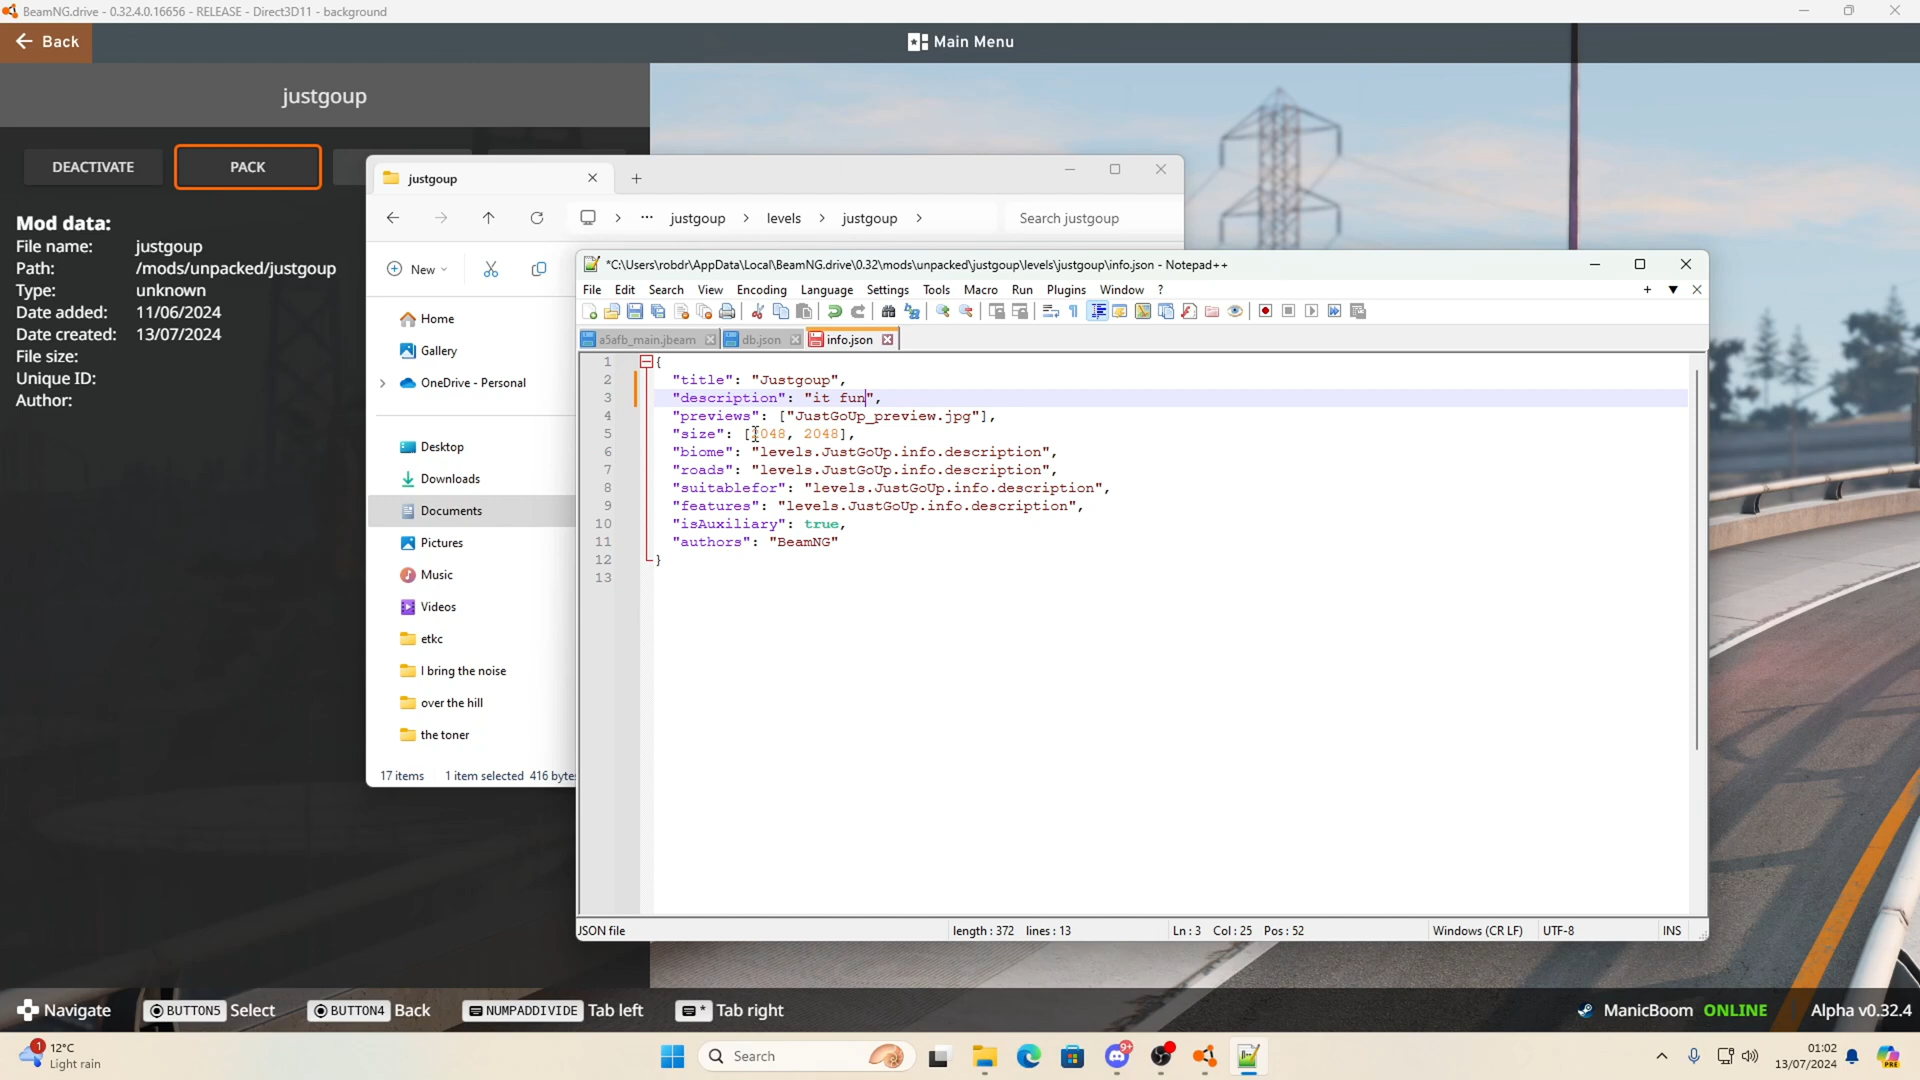 BeamNG.drive - 0.32.4.0.16656 - RELEASE - Direct3D11 - background
Back
Main Menu
justgoup
DEACTIVATE
PACK
Mod data:
File name: justgoup
Path: /mods/unpacked/justgoup
Type: unknown
Date added: 11/06/2024
Date created: 13/07/2024
File size:
Unique ID:
Author:
justgoup
justgoup > levels > justgoup >
Search justgoup
New
Home
Gallery
OneDrive - Personal
Desktop
Downloads
Documents
Pictures
Music
Videos
etkc
I bring the noise
over the hill
the toner
17 items 1 item selected 416 bytes
*C:\Users\robdr\AppData\Local\BeamNG.drive\0.32\mods\unpacked\justgoup\levels\justgoup\info.json - Notepad++
File Edit Search View Encoding Language Settings Tools Macro Run Plugins Window ?
a5afb_main.jbeam db.json info.json
1 {
2 "title": "Justgoup",
3 "description": "it fun",
4 "previews": ["JustGoUp_preview.jpg"],
5 "size": [2048, 2048],
6 "biome": "levels.JustGoUp.info.description",
7 "roads": "levels.JustGoUp.info.description",
8 "suitablefor": "levels.JustGoUp.info.description",
9 "features": "levels.JustGoUp.info.description",
10 "isAuxiliary": true,
11 "authors": "BeamNG"
12 }
13
JSON file length : 372 lines : 13 Ln : 3 Col : 25 Pos : 52 Windows (CR LF) UTF-8 INS
Navigate BUTTON5 Select BUTTON4 Back NUMPADDIVIDE Tab left * Tab right
ManicBoom ONLINE Alpha v0.32.4
1
12°C
Light rain
Search
9+
01:02
13/07/2024
PRE